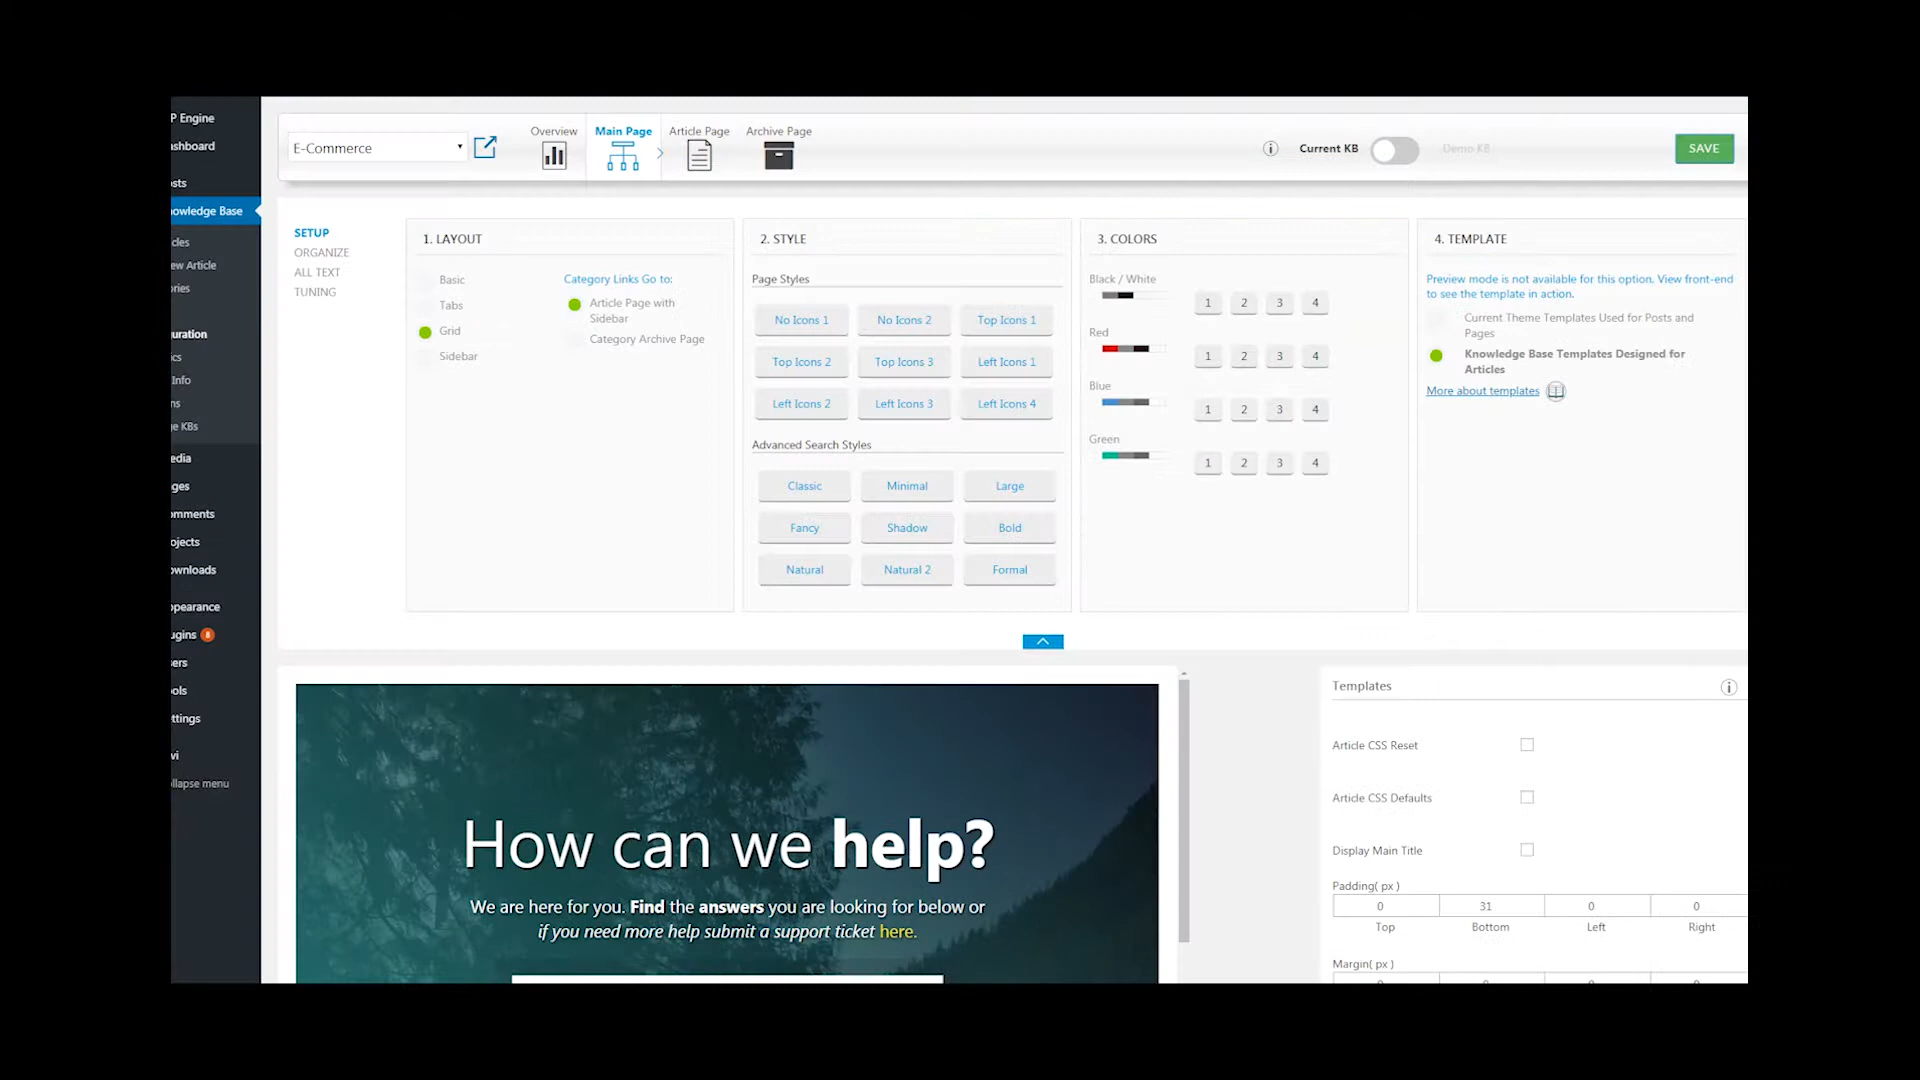 P Engine
ashboard
osts
nowledge Base
cles
ew Article
ories
uration
cs
Info
ns
e KBs
edia
ges
omments
ojects
ownloads
ppearance
ugins 8
sers
ols
ettings
vi
ollapse menu
E-Commerce
Overview
Main Page
Article Page
Archive Page
Current KB
Demo KB
SAVE
SETUP
ORGANIZE
ALL TEXT
TUNING
1. LAYOUT
Basic
Tabs
Grid
Sidebar
Category Links Go to:
Article Page with
Sidebar
Category Archive Page
2. STYLE
Page Styles
No Icons 1 No Icons 2 Top Icons 1
Top Icons 2 Top Icons 3 Left Icons 1
Left Icons 2 Left Icons 3 Left Icons 4
Advanced Search Styles
Classic Minimal Large
Fancy Shadow Bold
Natural Natural 2 Formal
3. COLORS
Black / White
1 2 3 4
Red
1 2 3 4
Blue
1 2 3 4
Green
1 2 3 4
4. TEMPLATE
Preview mode is not available for this option. View front-end
to see the template in action.
Current Theme Templates Used for Posts and
Pages
Knowledge Base Templates Designed for
Articles
More about templates
How can we help?
We are here for you. Find the answers you are looking for below or
if you need more help submit a support ticket here.
Templates
Article CSS Reset
Article CSS Defaults
Display Main Title
Padding( px )
0 31 0 0
Top Bottom Left Right
Margin( px )